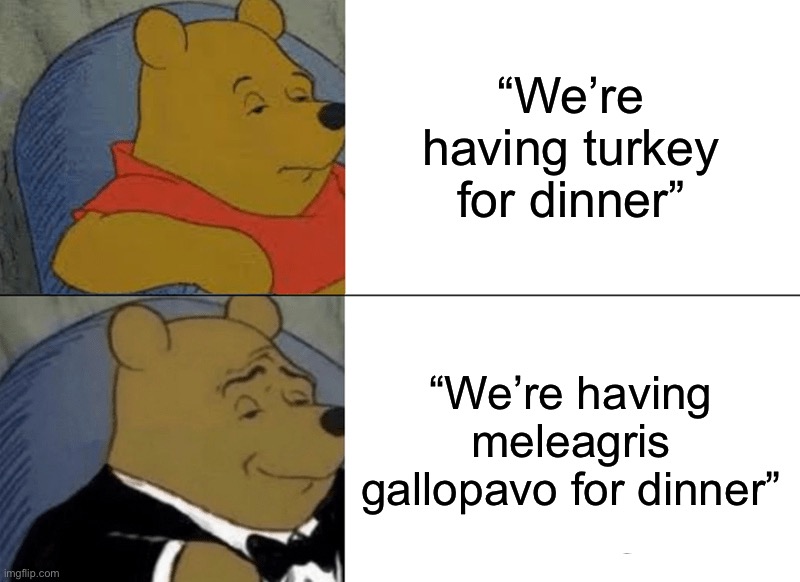 “We’re
having turkey
for dinner”
“We’re having
meleagris
gallopavo for dinner”
imgflip.com